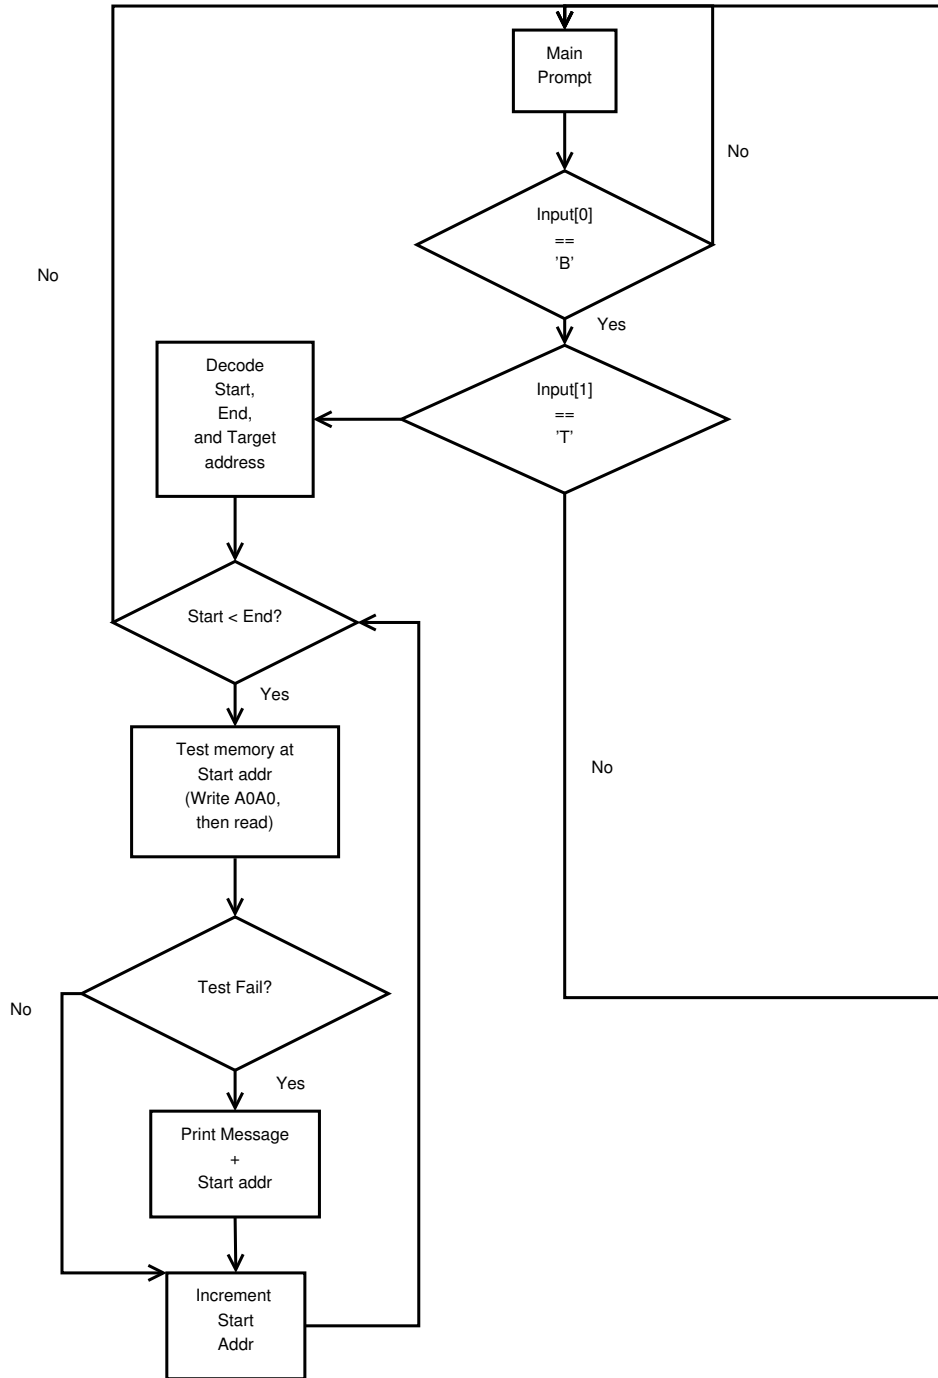 Main
Prompt
No
Input[0]
==
'B'
No
Yes
Decode
Start,
End,
and Target
address
Input[1]
==
'T'
Start < End?
Yes
Test memory at
Start addr
(Write A0A0,
then read)
No
Test Fail?
No
Yes
Print Message
+
Start addr
Increment
Start
Addr